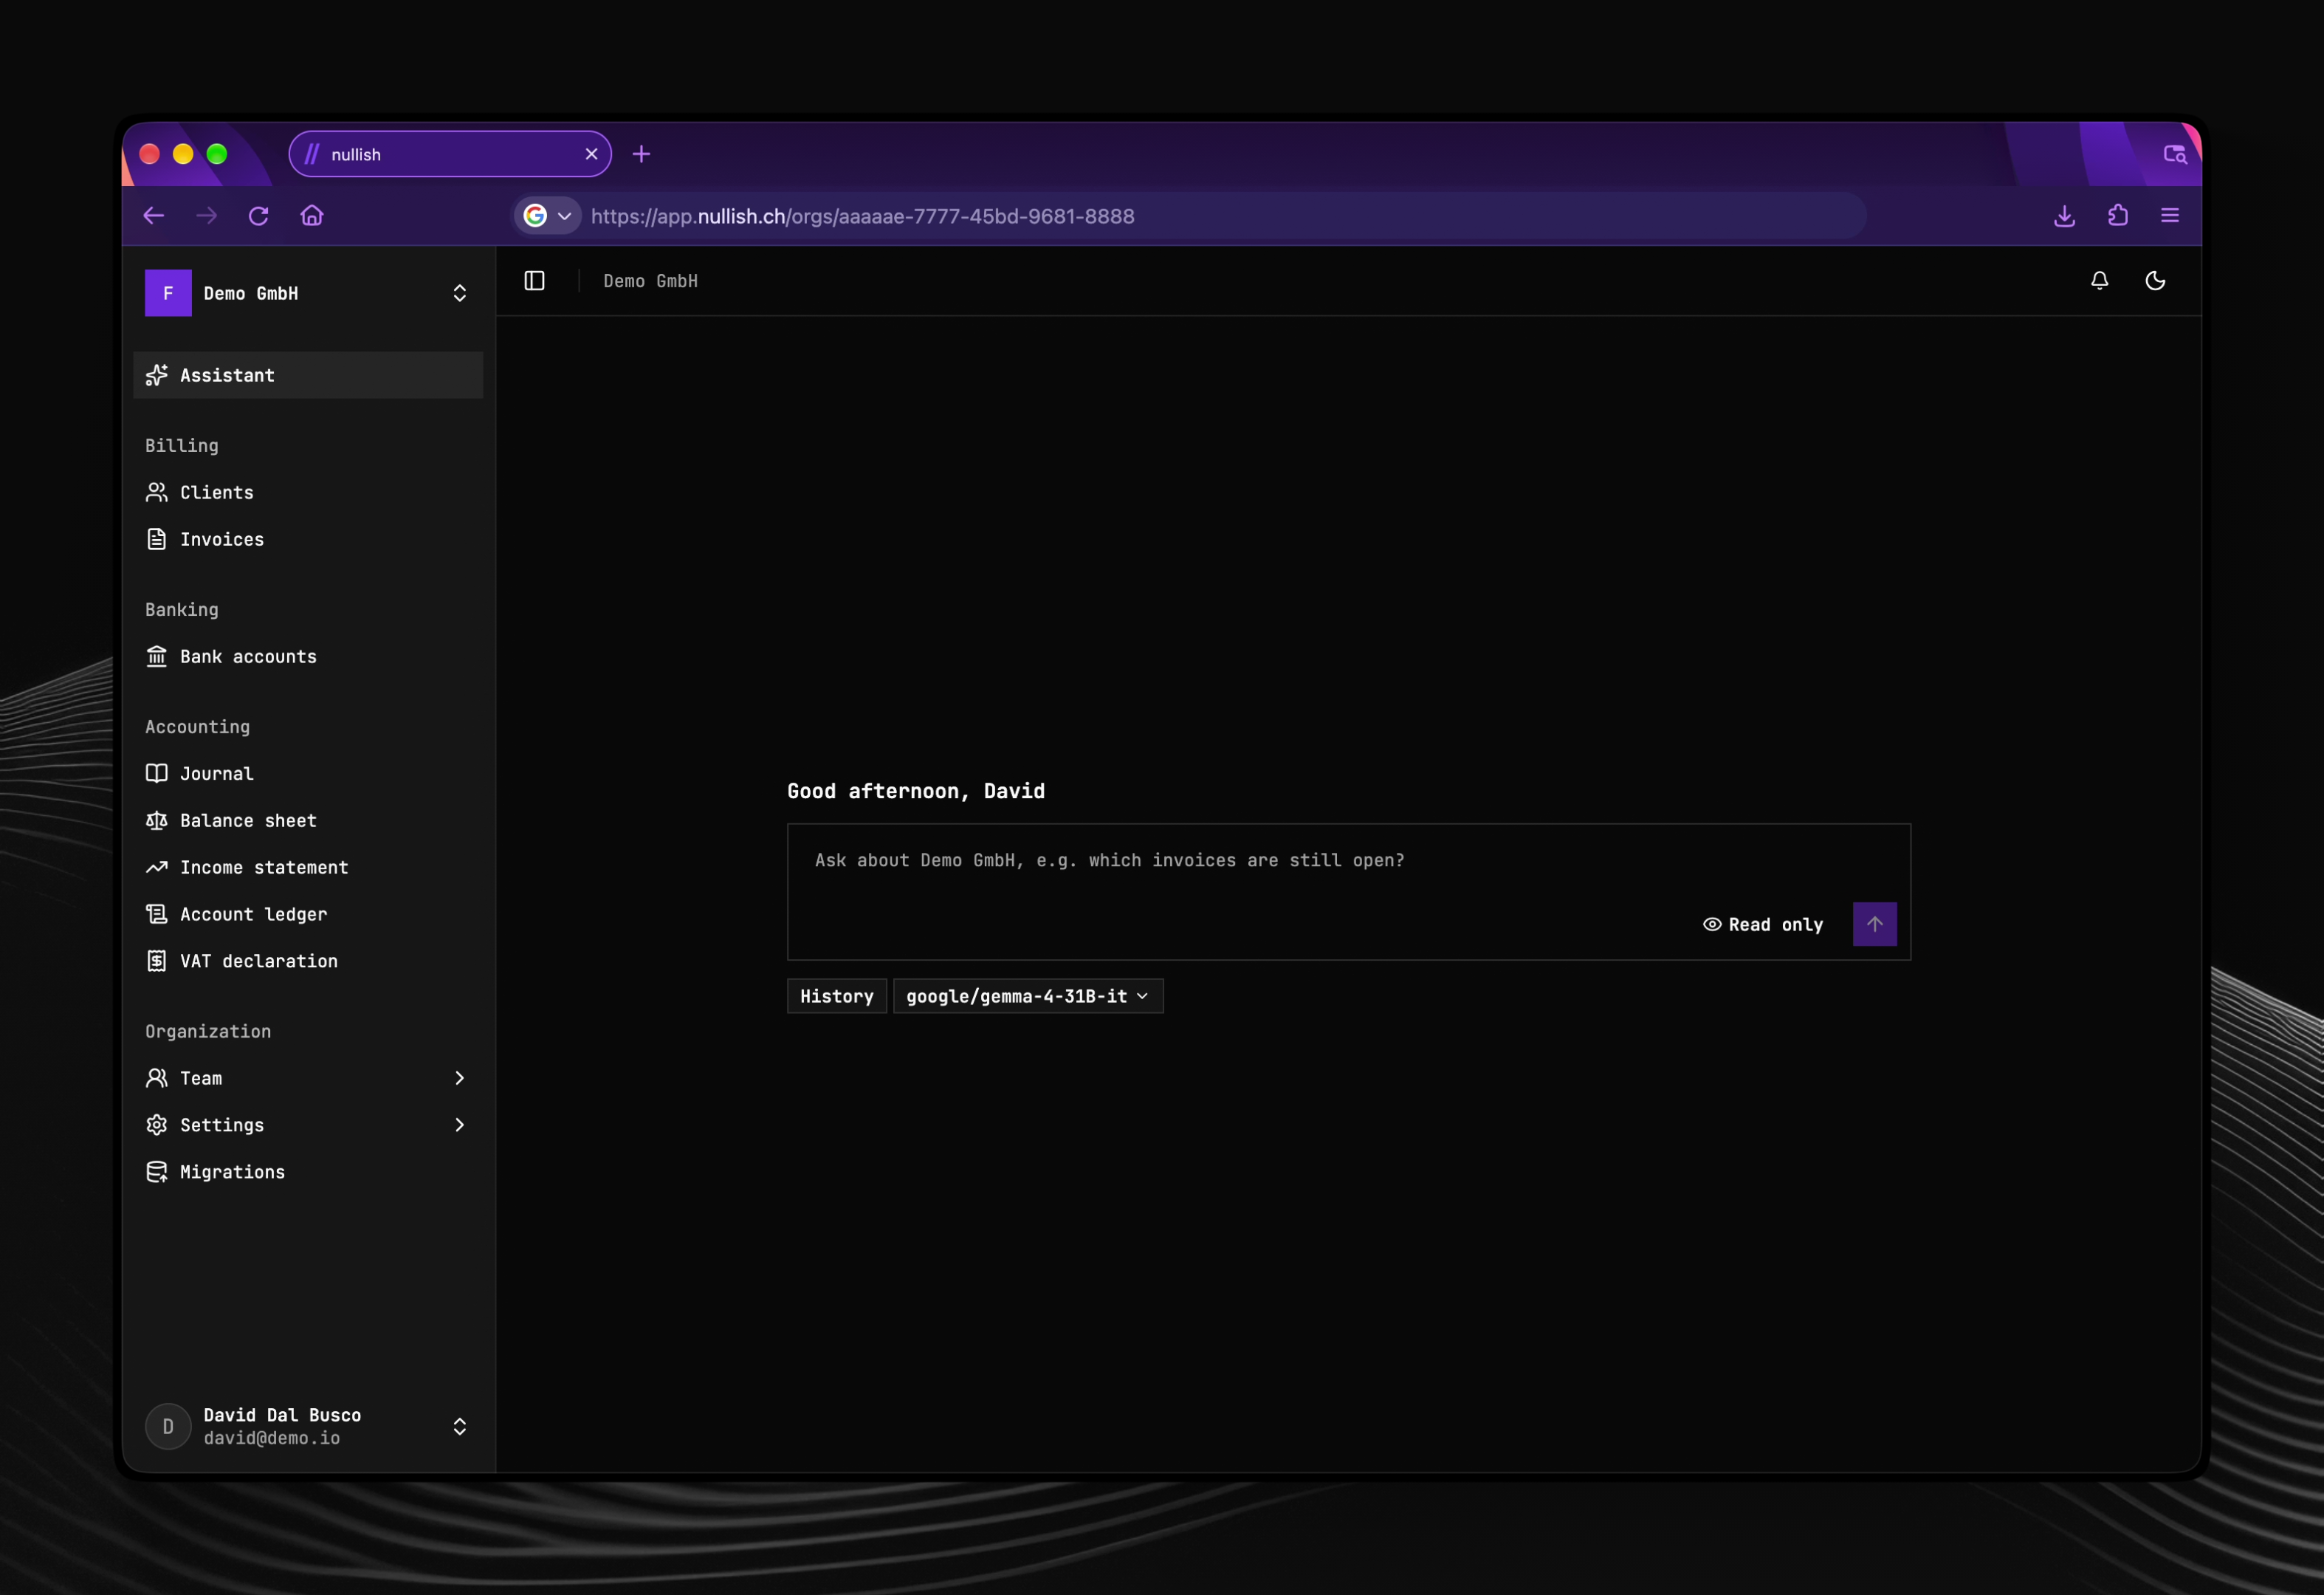 nullish
https://app.nullish.ch/orgs/aaaaae-7777-45bd-9681-8888
F
Demo GmbH
Demo GmbH
Assistant
Billing
Clients
Invoices
Banking
Bank accounts
Accounting
Journal
Balance sheet
Income statement
Account ledger
VAT declaration
Organization
Team
Settings
Migrations
D
David Dal Busco
david@demo.io
Good afternoon, David
Ask about Demo GmbH, e.g. which invoices are still open?
Read only
History
google/gemma-4-31B-it